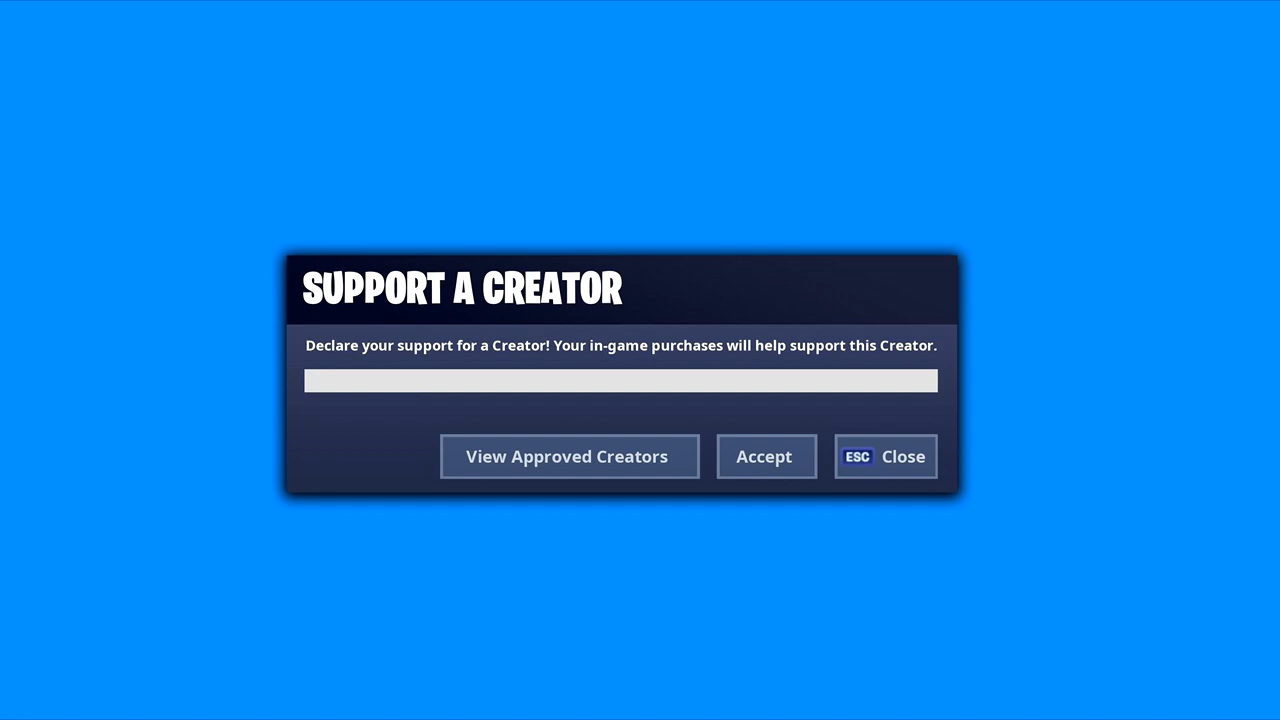 SUPPORT A CREATOR
Declare your support for a Creator! Your in-game purchases will help support this Creator.
View Approved Creators
Accept
ESC Close